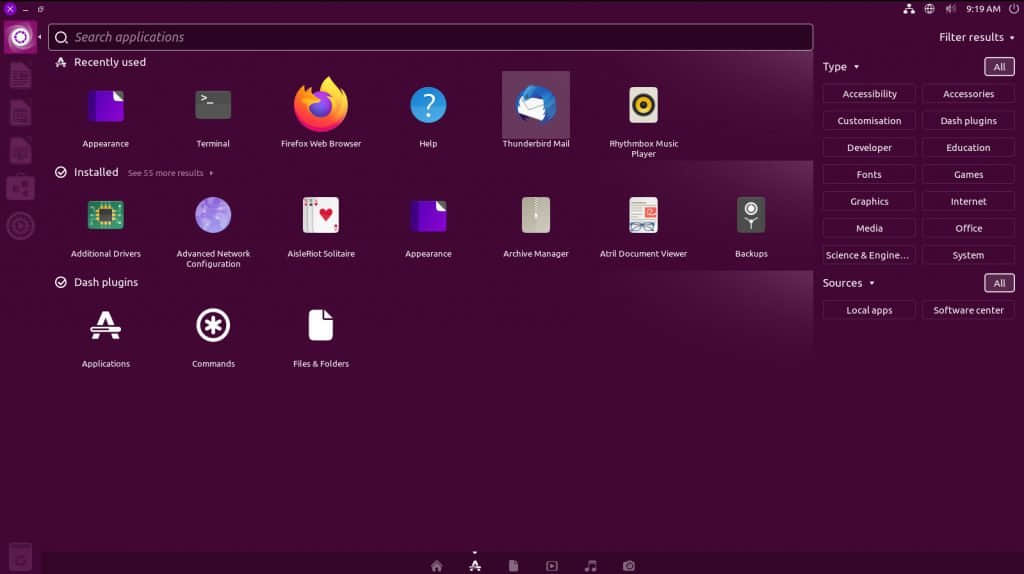 9:19 AM
Search applications
Filter results
Recently used
Type
All
Appearance
Terminal
Firefox Web Browser
Help
Thunderbird Mail
Rhythmbox Music
Player
Accessibility
Accessories
Customisation
Dash plugins
Developer
Education
Fonts
Games
Graphics
Internet
Media
Office
Science & Engine...
System
Installed
See 55 more results
Additional Drivers
Advanced Network
Configuration
AisleRiot Solitaire
Appearance
Archive Manager
Atril Document Viewer
Backups
Sources
All
Local apps
Software center
Dash plugins
Applications
Commands
Files & Folders